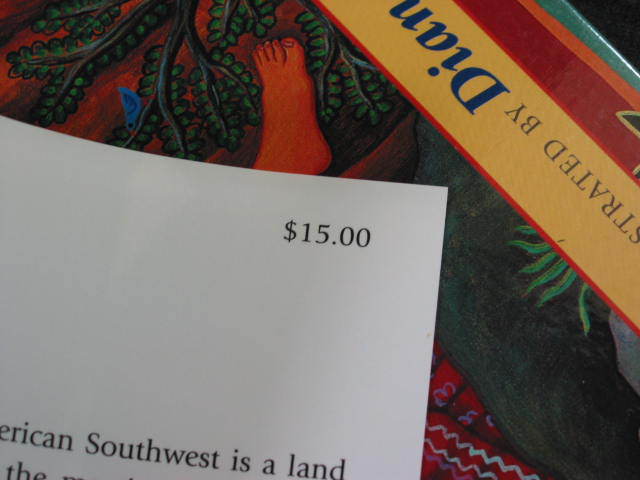 $15.00
erican Southwest is a land
the
STRATED BY Dian